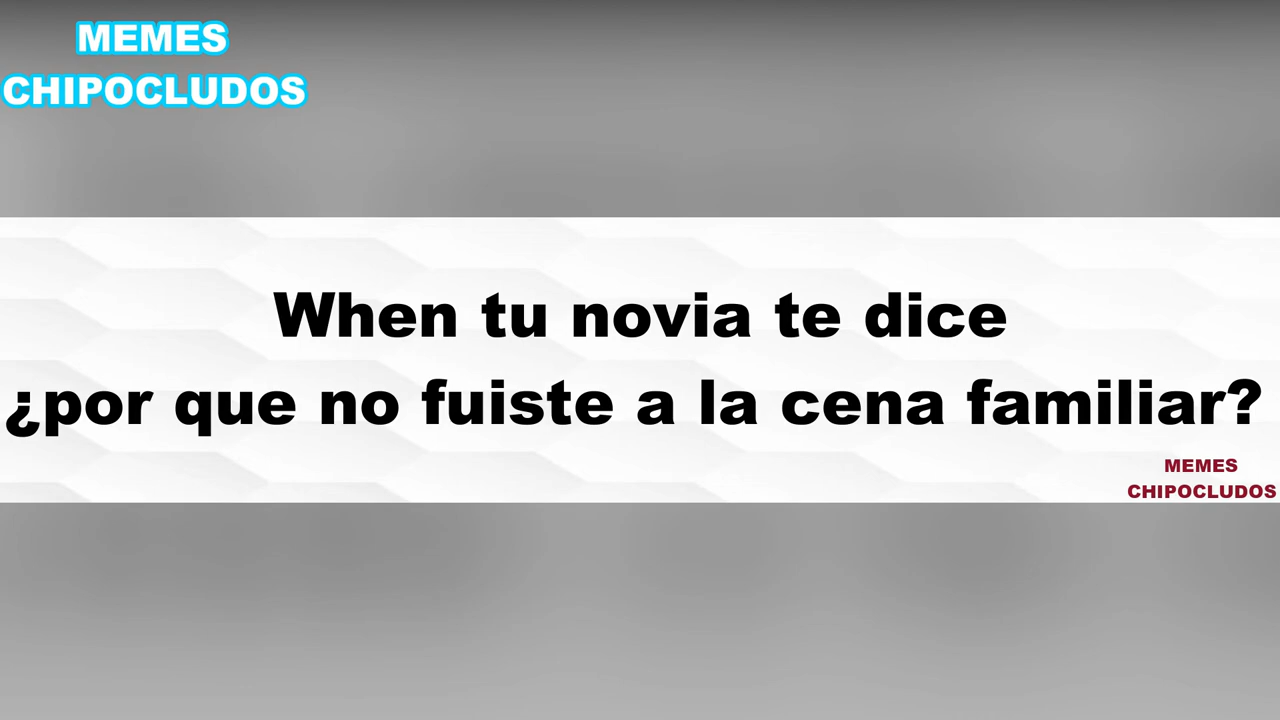 MEMES
CHIPOCLUDOS
When tu novia te dice
¿por que no fuiste a la cena familiar?
MEMES
CHIPOCLUDOS